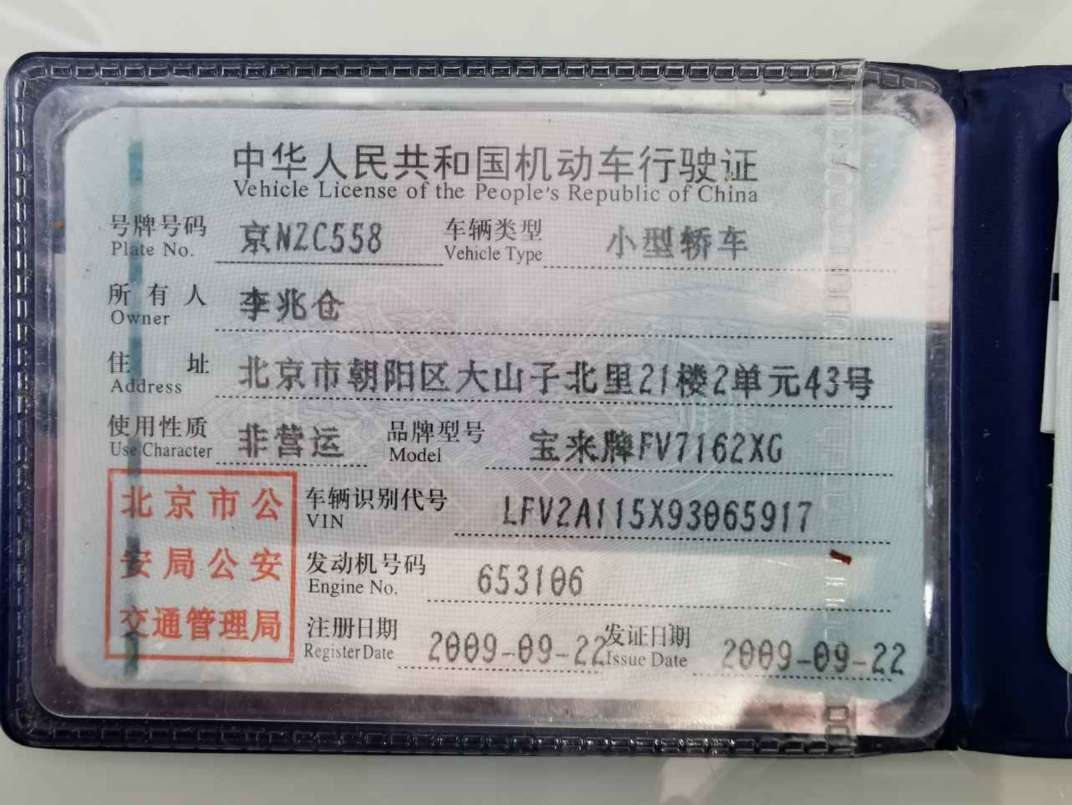 中华人民共和国机动车行驶证
Vehicle License of the People's Republic of China
号牌号码 京N2C558 车辆类型 小型轿车
Plate No. Vehicle Type
所有人 李兆仓
Owner
住址 北京市朝阳区大山子北里21楼2单元43号
Address
使用性质 非营运 品牌型号 宝来牌FV7162XG
Use Character Model
北京市公 车辆识别代号 LFV2A115X93065917
VIN
安局公安 发动机号码 653106
Engine No.
交通管理局 注册日期 2009-09-22 发证日期 2009-09-22
Register Date Issue Date